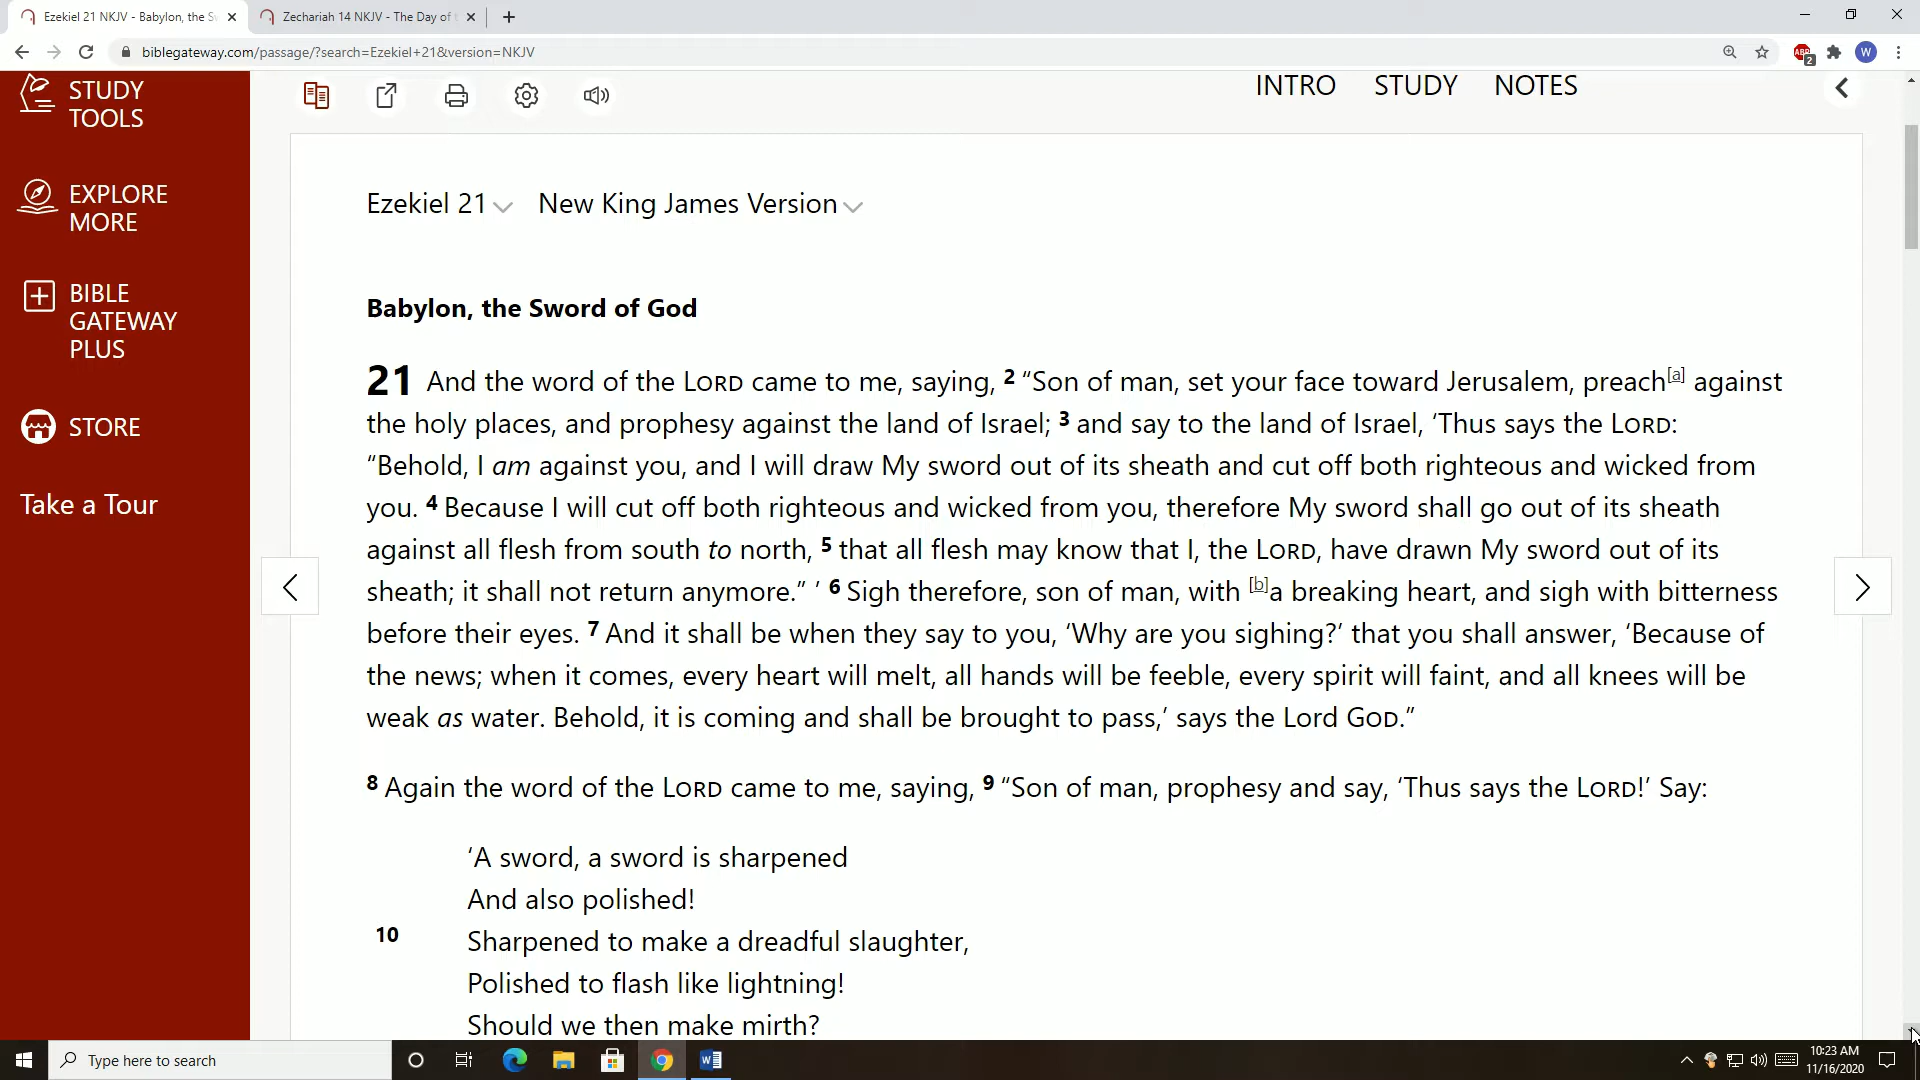 Ezekiel 21 NKJV - Babylon, the S
Zechariah 14 NKJV - The Day of t
biblegateway.com/passage/?search=Ezekiel+21&version=NKJV
ABP
2
W
STUDY
TOOLS
EXPLORE
MORE
BIBLE
GATEWAY
PLUS
STORE
Take a Tour
INTRO STUDY NOTES
Ezekiel 21 New King James Version
Babylon, the Sword of God
21 And the word of the LORD came to me, saying, 2 “Son of man, set your face toward Jerusalem, preach[a] against
the holy places, and prophesy against the land of Israel; 3 and say to the land of Israel, ‘Thus says the LORD:
“Behold, I am against you, and I will draw My sword out of its sheath and cut off both righteous and wicked from
you. 4 Because I will cut off both righteous and wicked from you, therefore My sword shall go out of its sheath
against all flesh from south to north, 5 that all flesh may know that I, the LORD, have drawn My sword out of its
sheath; it shall not return anymore.” ’ 6 Sigh therefore, son of man, with [b]a breaking heart, and sigh with bitterness
before their eyes. 7 And it shall be when they say to you, ‘Why are you sighing?’ that you shall answer, ‘Because of
the news; when it comes, every heart will melt, all hands will be feeble, every spirit will faint, and all knees will be
weak as water. Behold, it is coming and shall be brought to pass,’ says the Lord GOD.”
8 Again the word of the LORD came to me, saying, 9 “Son of man, prophesy and say, ‘Thus says the LORD!’ Say:
‘A sword, a sword is sharpened
And also polished!
10 Sharpened to make a dreadful slaughter,
Polished to flash like lightning!
Should we then make mirth?
Type here to search
10:23 AM
11/16/2020